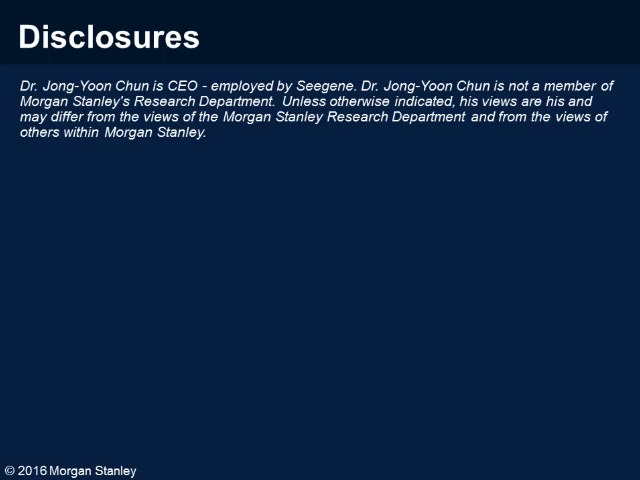 Disclosures
Dr. Jong-Yoon Chun is CEO - employed by Seegene. Dr. Jong-Yoon Chun is not a member of
Morgan Stanley's Research Department. Unless otherwise indicated, his views are his and
may differ from the views of the Morgan Stanley Research Department and from the views of
others within Morgan Stanley.
© 2016 Morgan Stanley